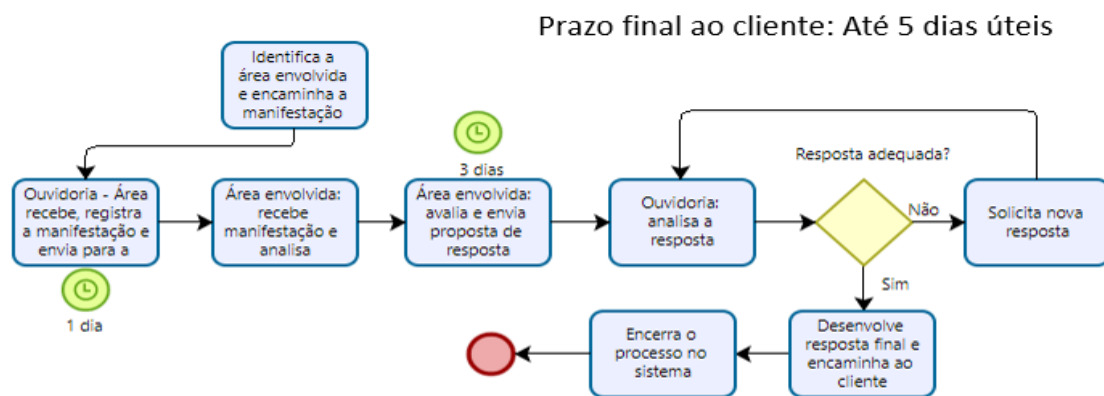 Prazo final ao cliente: Até 5 dias úteis
Identifica a
área envolvida
e encaminha a
manifestação
3 dias
Resposta adequada?
Ouvidoria - Área
recebe, registra
a manifestação e
envia para a
Área envolvida:
recebe
manifestação e
analisa
Área envolvida:
avalia e envia
proposta de
resposta
Ouvidoria:
analisa a
resposta
Não
Solicita nova
resposta
1 dia
Sim
Encerra o
processo no
sistema
Desenvolve
resposta final e
encaminha ao
cliente